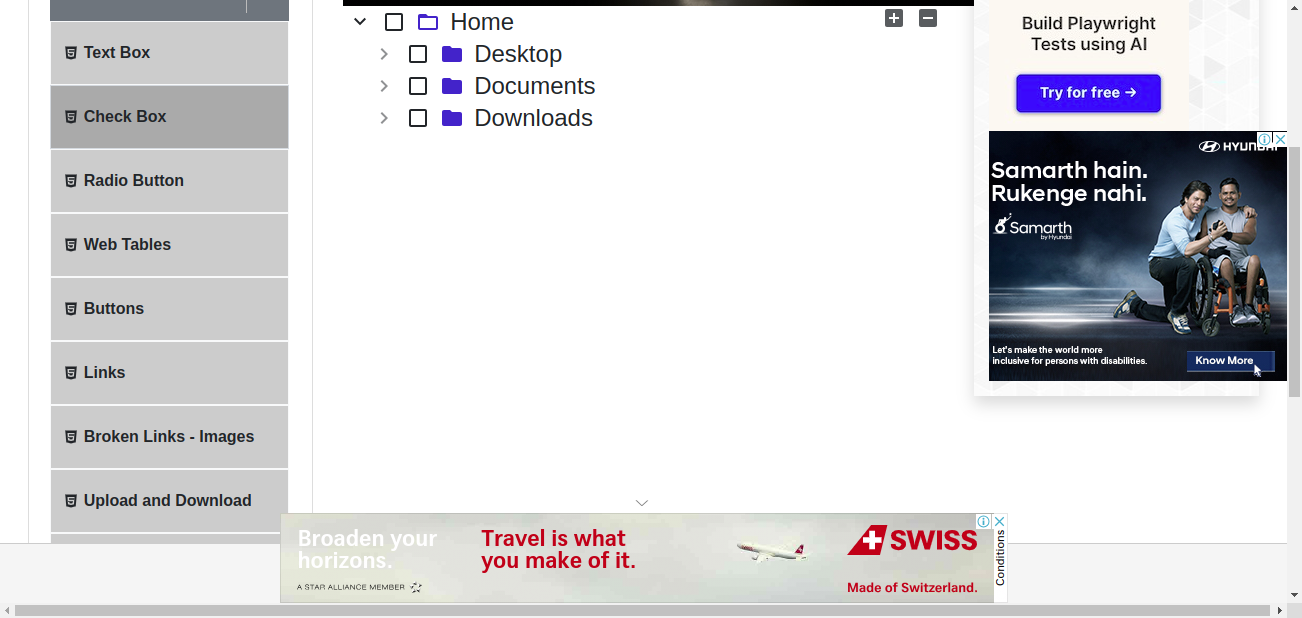 Text Box
Check Box
Radio Button
Web Tables
Buttons
Links
Broken Links - Images
Upload and Download
Home
Desktop
Documents
Downloads
Build Playwright
Tests using AI
Try for free →
HYUNDAI
Samarth hain.
Rukenge nahi.
Samarth
by Hyundai
Let's make the world more
inclusive for persons with disabilities.
Know More
Broaden your
horizons.
A STAR ALLIANCE MEMBER
Travel is what
you make of it.
SWISS
Made of Switzerland.
Conditions